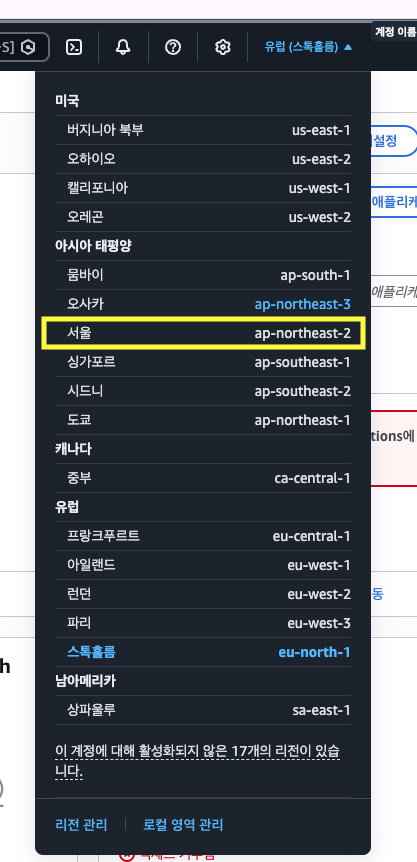 계정 이름
유럽 (스톡홀름) ▲
미국
버지니아 북부 us-east-1
오하이오 us-east-2
캘리포니아 us-west-1
오레곤 us-west-2
아시아 태평양
뭄바이 ap-south-1
오사카 ap-northeast-3
서울 ap-northeast-2
싱가포르 ap-southeast-1
시드니 ap-southeast-2
도쿄 ap-northeast-1
캐나다
중부 ca-central-1
유럽
프랑크푸르트 eu-central-1
아일랜드 eu-west-1
런던 eu-west-2
파리 eu-west-3
스톡홀름 eu-north-1
남아메리카
상파울루 sa-east-1
이 계정에 대해 활성화되지 않은 17개의 리전이 있습
니다.
리전 관리 로컬 영역 관리
설정
애플리케
애플리케
tions에
동
h